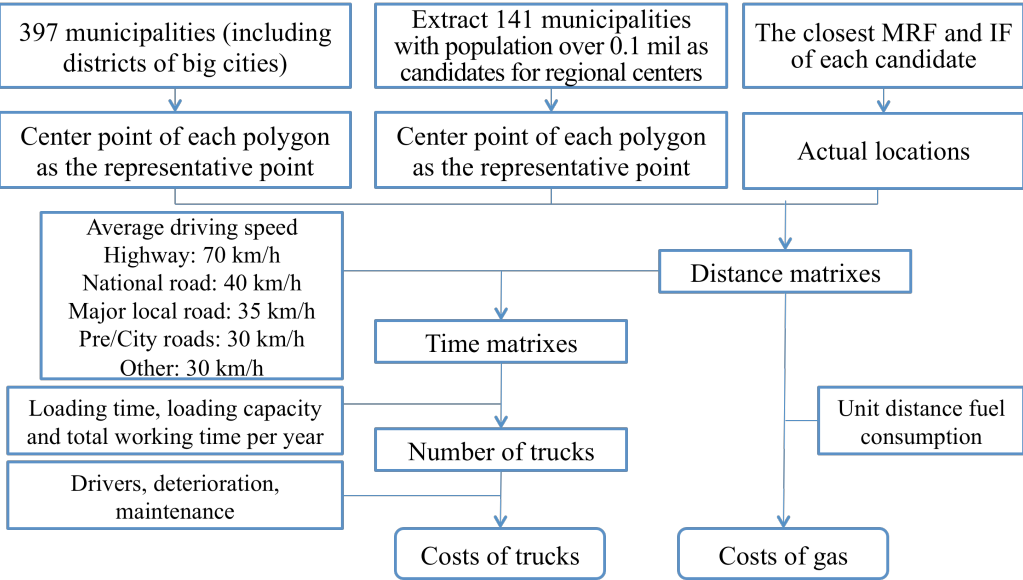 397 municipalities (including
districts of big cities)
Extract 141 municipalities
with population over 0.1 mil as
candidates for regional centers
The closest MRF and IF
of each candidate
Center point of each polygon
as the representative point
Center point of each polygon
as the representative point
Actual locations
Average driving speed
Highway: 70 km/h
National road: 40 km/h
Major local road: 35 km/h
Pre/City roads: 30 km/h
Other: 30 km/h
Distance matrixes
Time matrixes
Loading time, loading capacity
and total working time per year
Unit distance fuel
consumption
Number of trucks
Drivers, deterioration,
maintenance
Costs of trucks
Costs of gas